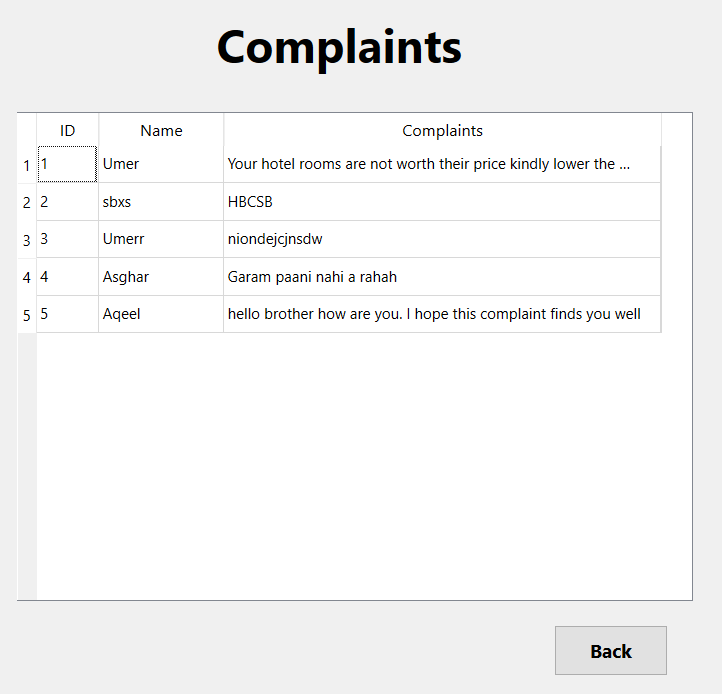 Complaints
ID Name Complaints
1 1 Umer Your hotel rooms are not worth their price kindly lower the ...
2 2 sbxs HBCSB
3 3 Umerr niondejcjnsdw
4 4 Asghar Garam paani nahi a rahah
5 5 Aqeel hello brother how are you. I hope this complaint finds you well
Back